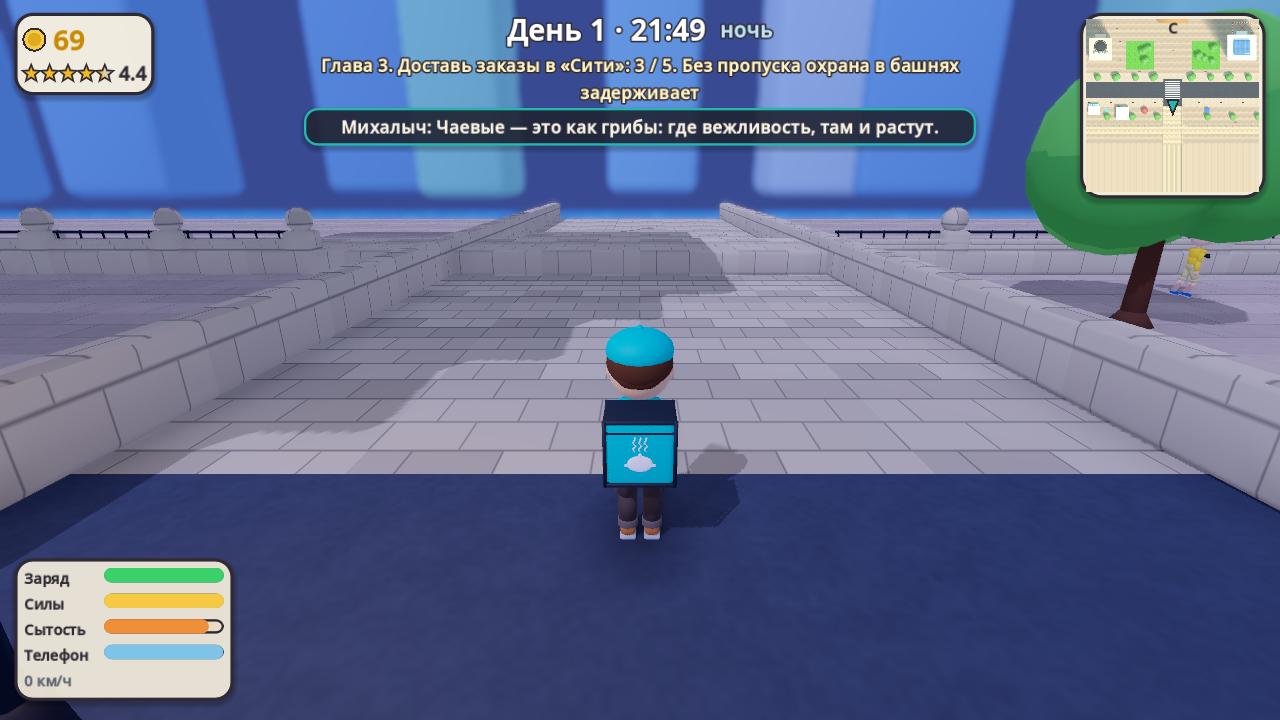 69
4.4
День 1 · 21:49 ночь
Глава 3. Доставь заказы в «Сити»: 3 / 5. Без пропуска охрана в башнях
задерживает
Михалыч: Чаевые — это как грибы: где вежливость, там и растут.
С
Заряд
Силы
Сытость
Телефон
0 км/ч